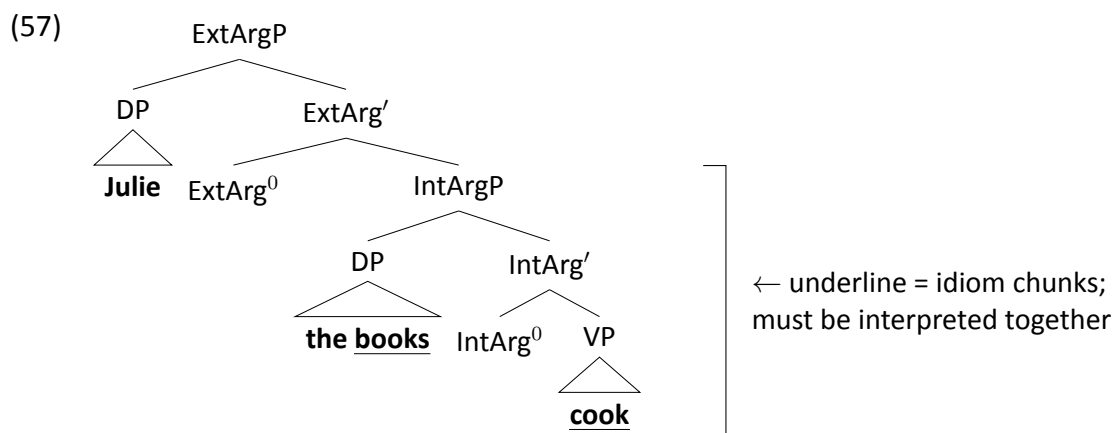 (57)
ExtArgP
DP ExtArg′
Julie ExtArg⁰ IntArgP
DP IntArg′
the books IntArg⁰ VP
cook
← underline = idiom chunks;
must be interpreted together